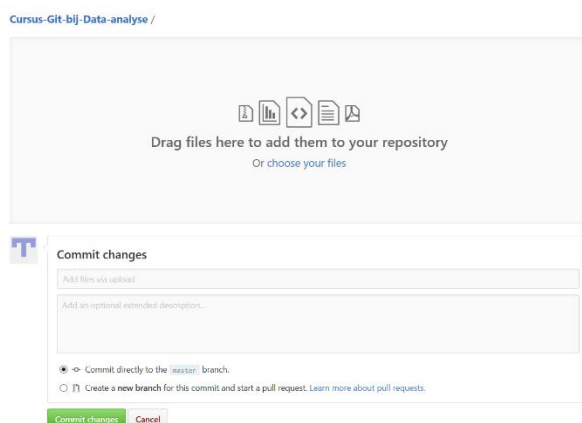 Cursus-Git-bij-Data-analyse /
Drag files here to add them to your repository
Or choose your files
Commit changes
Add files via upload
Add an optional extended description...
Commit directly to the master branch.
Create a new branch for this commit and start a pull request. Learn more about pull requests.
Commit changes Cancel